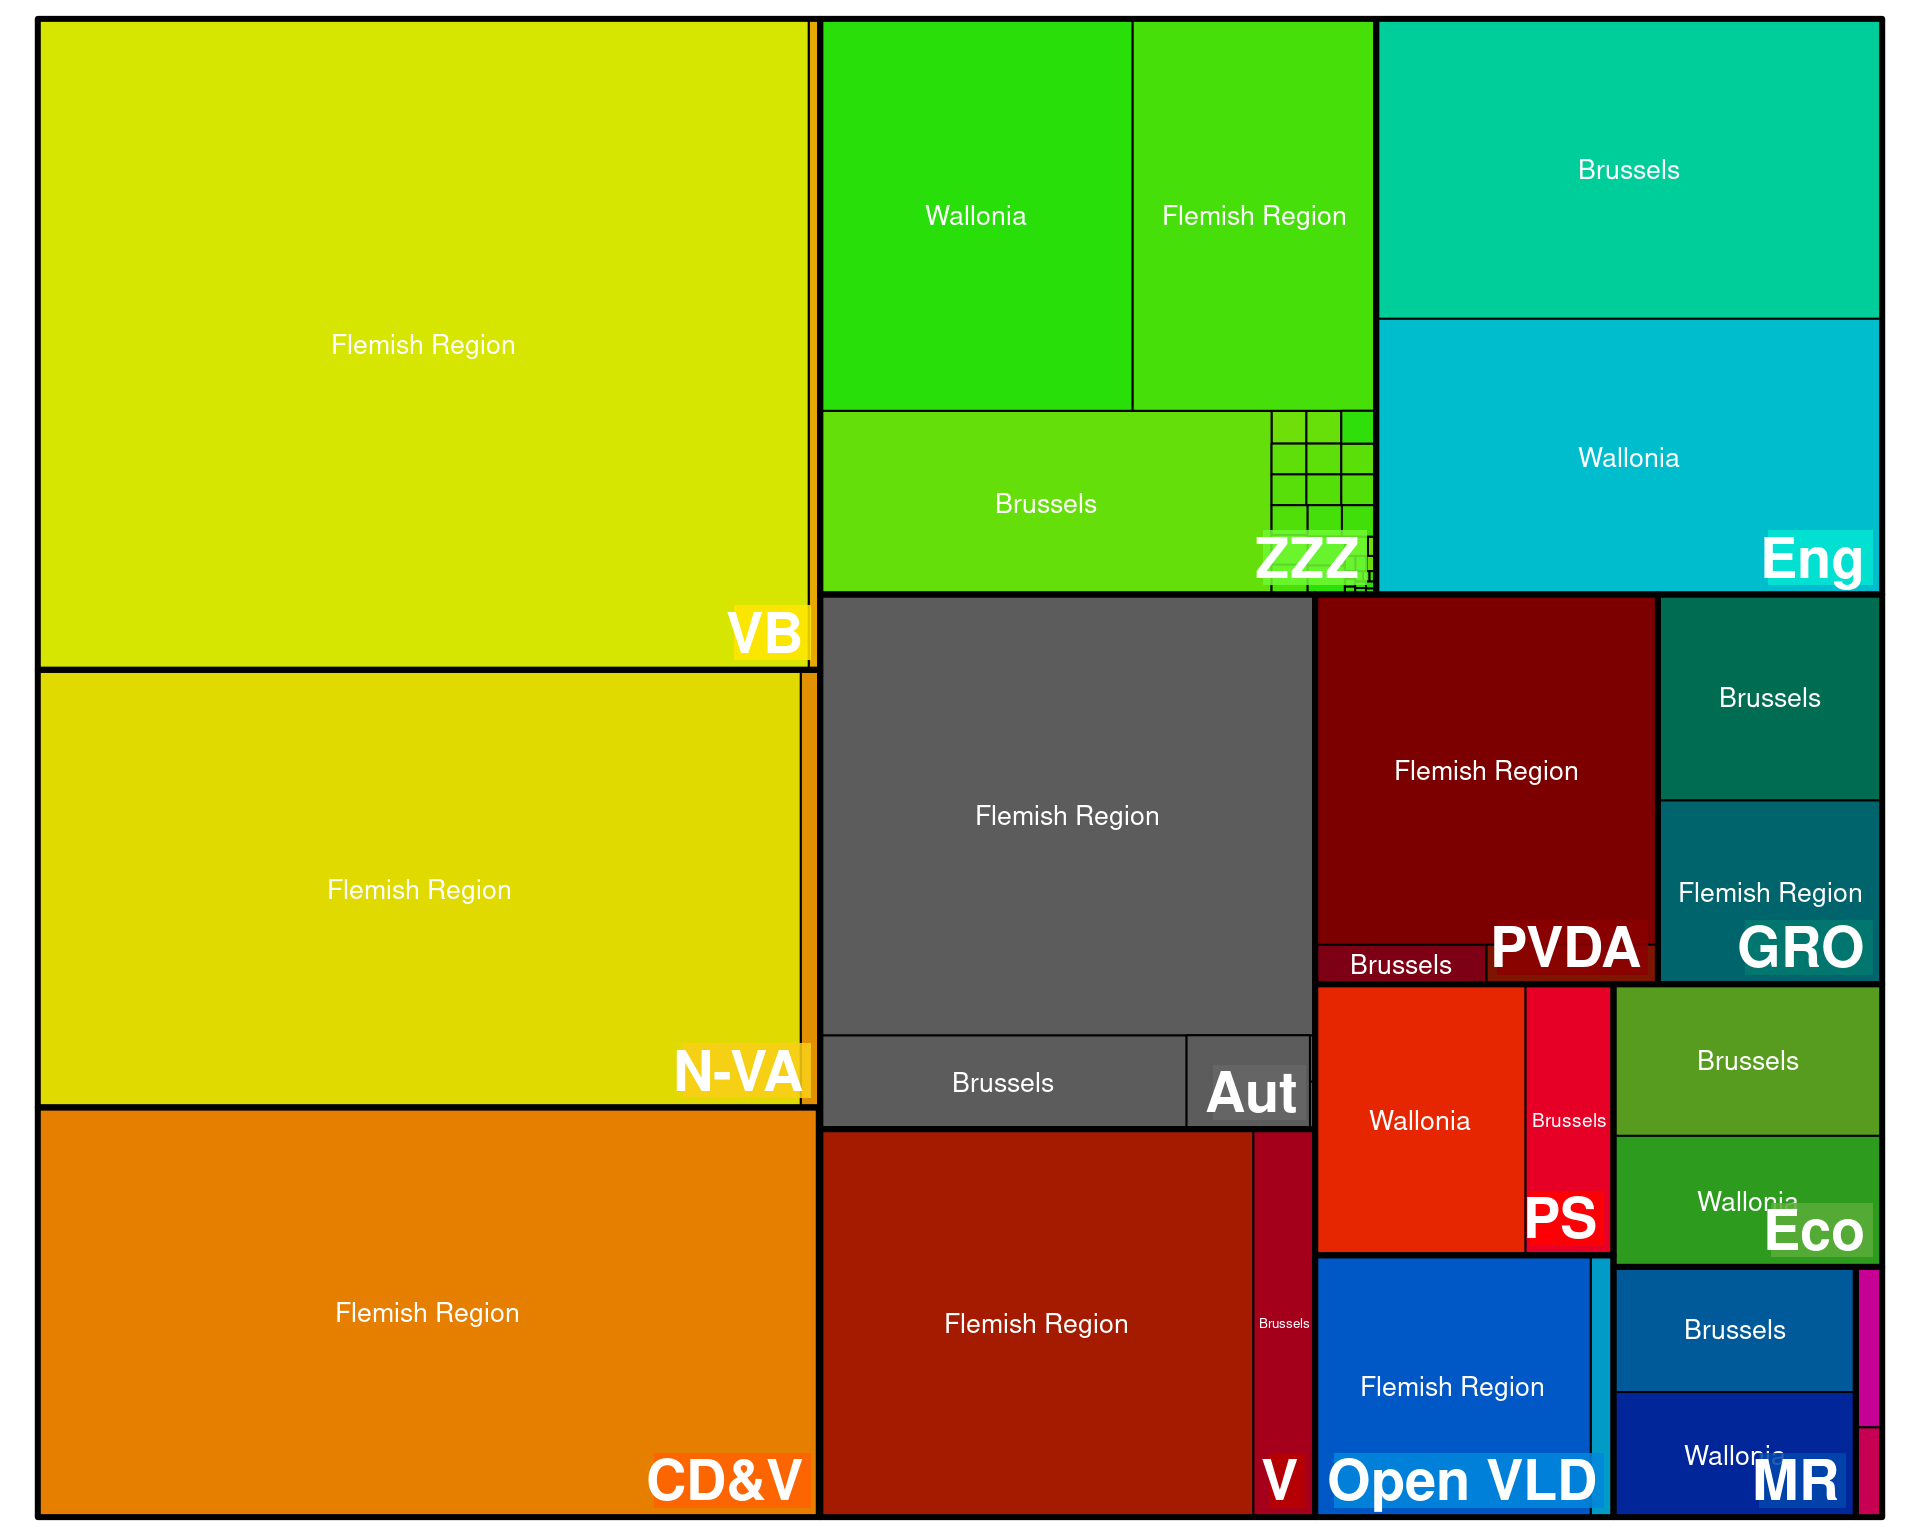 Flemish Region
VB
Flemish Region
N-VA
Flemish Region
CD&V
Wallonia
Flemish Region
Brussels
ZZZ
Brussels
Wallonia
Eng
Flemish Region
Brussels
Aut
Flemish Region
Brussels
V
Flemish Region
Brussels
PVDA
Brussels
Flemish Region
GRO
Wallonia
Brussels
PS
Brussels
Wallonia
Eco
Flemish Region
Open VLD
Brussels
Wallonia
MR